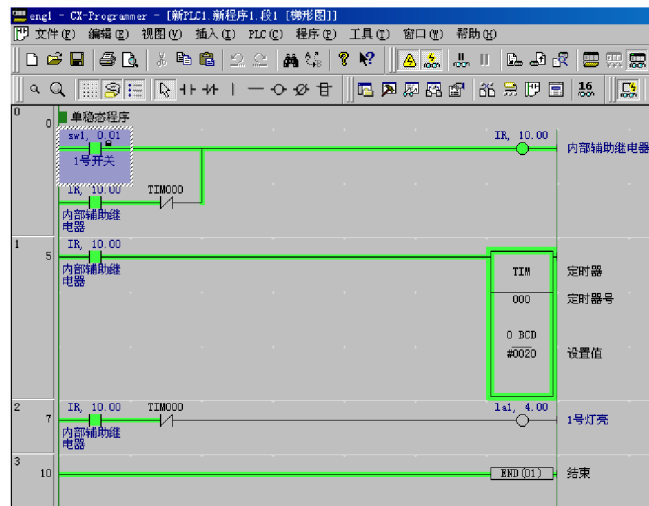 engl - CX-Programmer - [新PLC1.新程序1.段1 [梯形图]]
文件(F) 编辑(E) 视图(V) 插入(I) PLC(C) 程序(P) 工具(T) 窗口(W) 帮助(H)
16
0
0
单稳态程序
sw1, 0.01
IR, 10.00
1号开关
内部辅助继电器
IR, 10.00
TIM000
内部辅助继
电器
1
5
IR, 10.00
内部辅助继
电器
TIM
定时器
000
定时器号
0 BCD
#0020
设置值
2
7
IR, 10.00
TIM000
la1, 4.00
内部辅助继
电器
1号灯亮
3
10
END(01)
结束